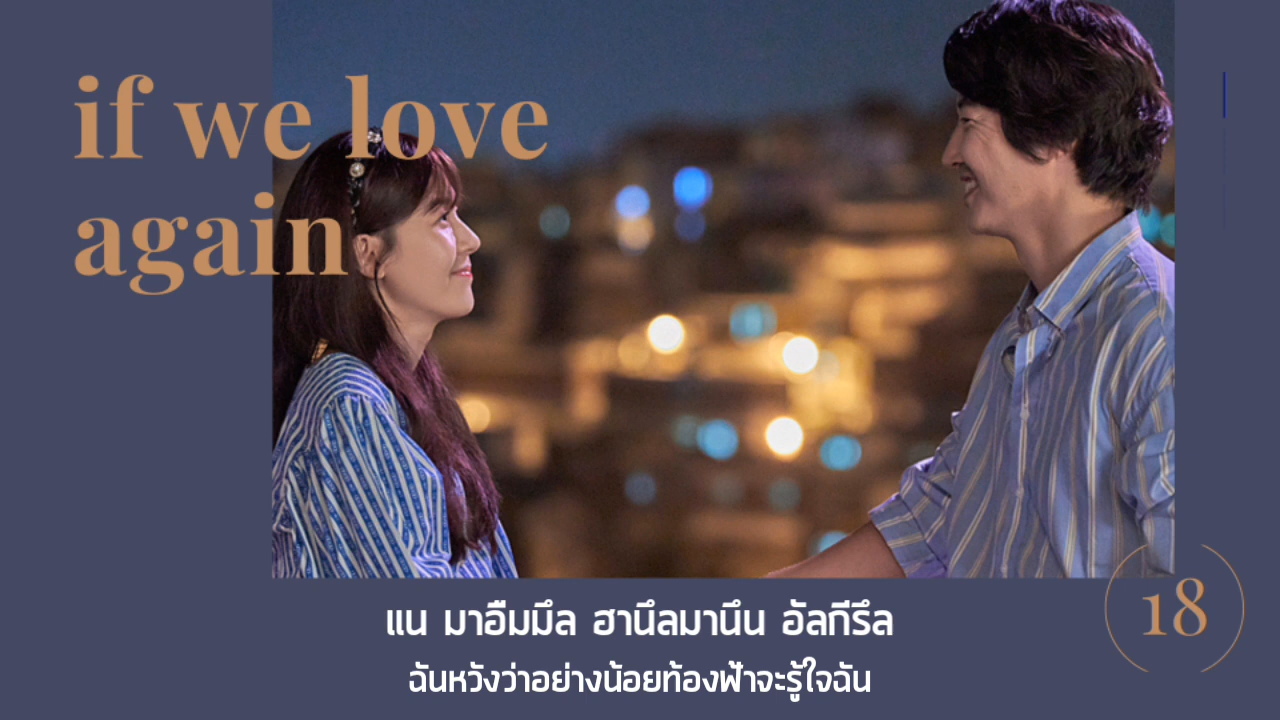 if we love
again
18
แน มาอึมมึล ฮานึลมานึน อัลกีรึล
ฉันหวังว่าอย่างน้อยท้องฟ้าจะรู้ใจฉัน